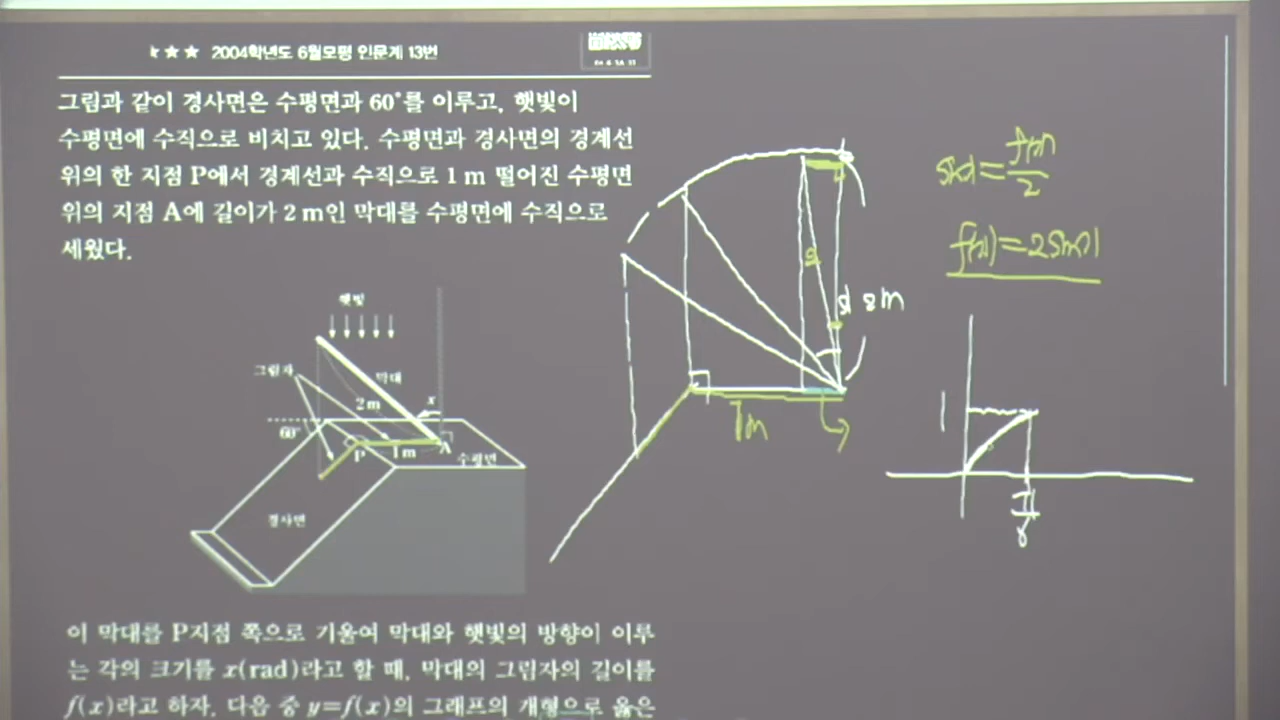 ★★★ 2004학년도 6월모평 인문계 13번
그림과 같이 경사면은 수평면과 60°를 이루고, 햇빛이
수평면에 수직으로 비치고 있다. 수평면과 경사면의 경계선
위의 한 지점 P에서 경계선과 수직으로 1 m 떨어진 수평면
위의 지점 A에 길이가 2 m인 막대를 수평면에 수직으로
세웠다.
햇빛
그림자
막대
2 m
x
60°
P
1 m
A
수평면
경사면
이 막대를 P지점 쪽으로 기울여 막대와 햇빛의 방향이 이루
는 각의 크기를 x(rad)라고 할 때, 막대의 그림자의 길이를
f(x)라고 하자. 다음 중 y=f(x)의 그래프의 개형으로 옳은
2
x 2m
1m
sinx = f(x)/2
f(x) = 2sinx
1
π/6